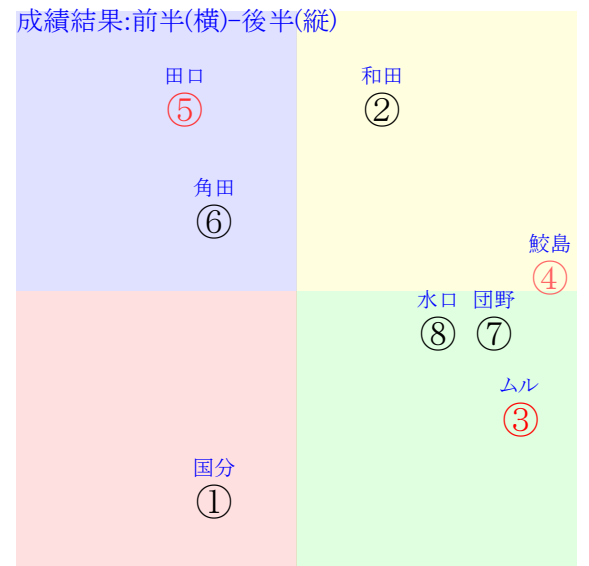 成績結果:前半(横)−後半(縦)
田口
⑤
和田
②
角田
⑥
鮫島
④
水口
⑧
団野
⑦
ムル
③
国分
①